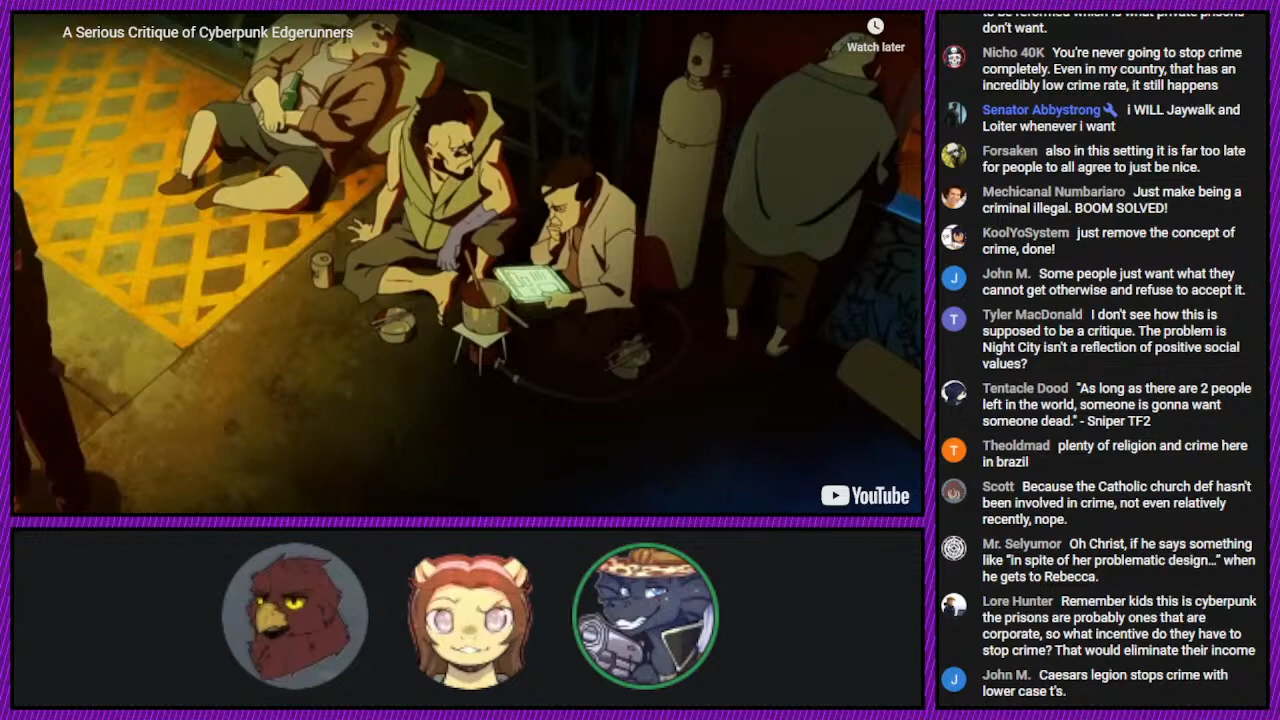 A Serious Critique of Cyberpunk Edgerunners
Watch later
YouTube
don't want.
Nicho 40K You're never going to stop crime
completely. Even in my country, that has an
incredibly low crime rate, it still happens
Senator Abbystrong i WILL Jaywalk and
Loiter whenever i want
Forsaken also in this setting it is far too late
for people to all agree to just be nice.
Mechicanal Numbariaro Just make being a
criminal illegal. BOOM SOLVED!
KoolYoSystem just remove the concept of
crime, done!
J
John M. Some people just want what they
cannot get otherwise and refuse to accept it.
T
Tyler MacDonald I don't see how this is
supposed to be a critique. The problem is
Night City isn't a reflection of positive social
values?
Tentacle Dood "As long as there are 2 people
left in the world, someone is gonna want
someone dead." - Sniper TF2
T
Theoldmad plenty of religion and crime here
in brazil
Scott Because the Catholic church def hasn't
been involved in crime, not even relatively
recently, nope.
Mr. Selyumor Oh Christ, if he says something
like "in spite of her problematic design..." when
he gets to Rebecca.
Lore Hunter Remember kids this is cyberpunk
the prisons are probably ones that are
corporate, so what incentive do they have to
stop crime? That would eliminate their income
J
John M. Caesars legion stops crime with
lower case t's.